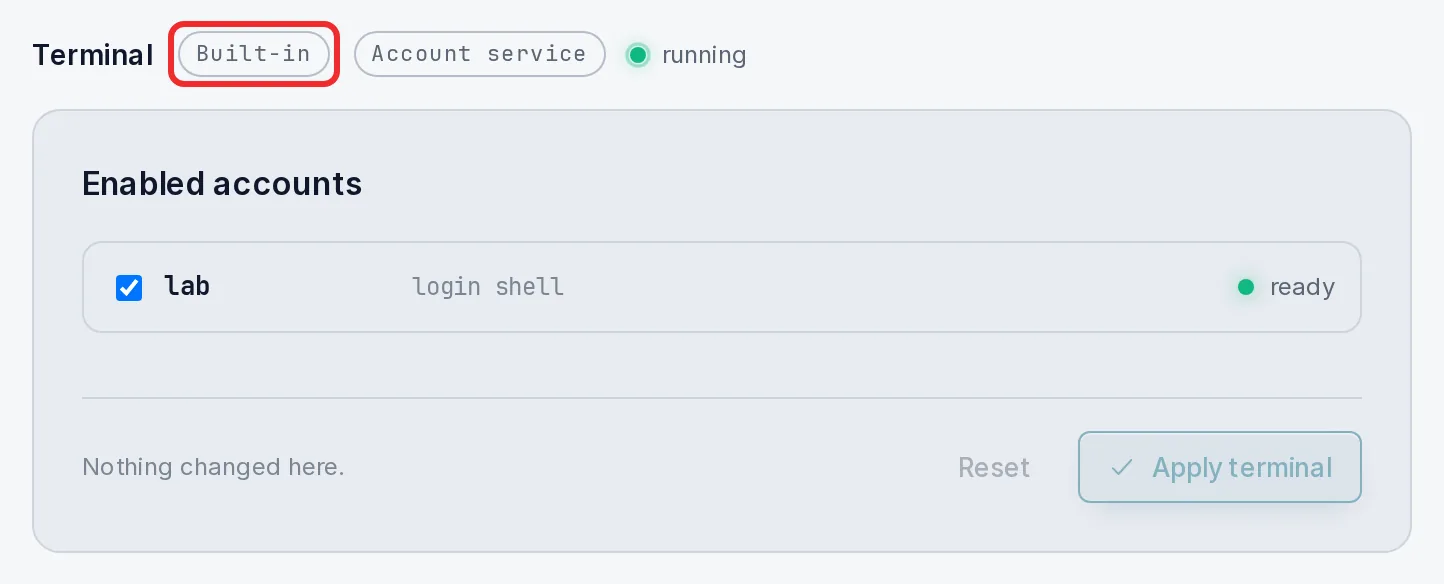 Terminal Built-in Account service running
Enabled accounts
lab login shell ready
Nothing changed here. Reset Apply terminal